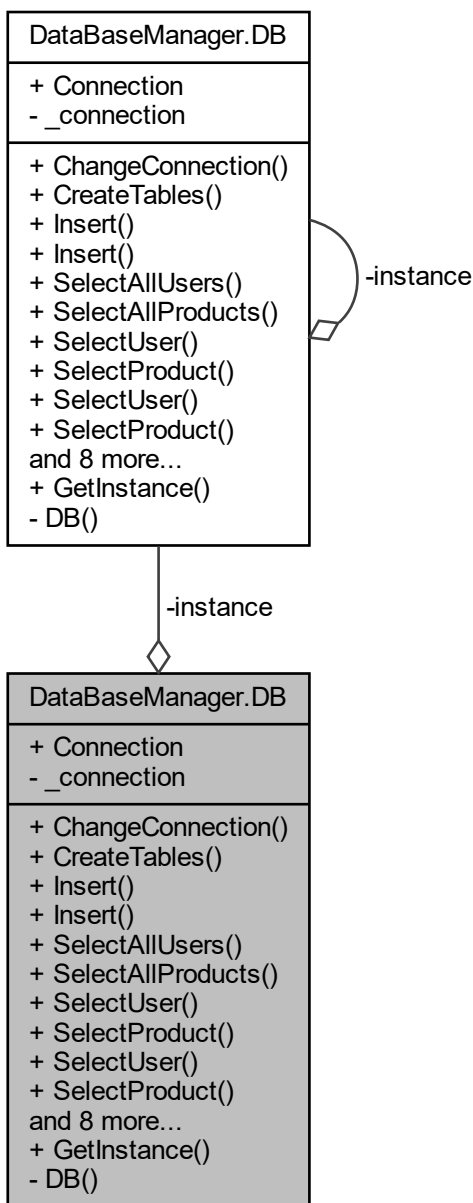 DataBaseManager.DB
+ Connection
- _connection
+ ChangeConnection()
+ CreateTables()
+ Insert()
+ Insert()
+ SelectAllUsers()
+ SelectAllProducts()
+ SelectUser()
+ SelectProduct()
+ SelectUser()
+ SelectProduct()
and 8 more...
+ GetInstance()
- DB()
-instance
-instance
DataBaseManager.DB
+ Connection
- _connection
+ ChangeConnection()
+ CreateTables()
+ Insert()
+ Insert()
+ SelectAllUsers()
+ SelectAllProducts()
+ SelectUser()
+ SelectProduct()
+ SelectUser()
+ SelectProduct()
and 8 more...
+ GetInstance()
- DB()